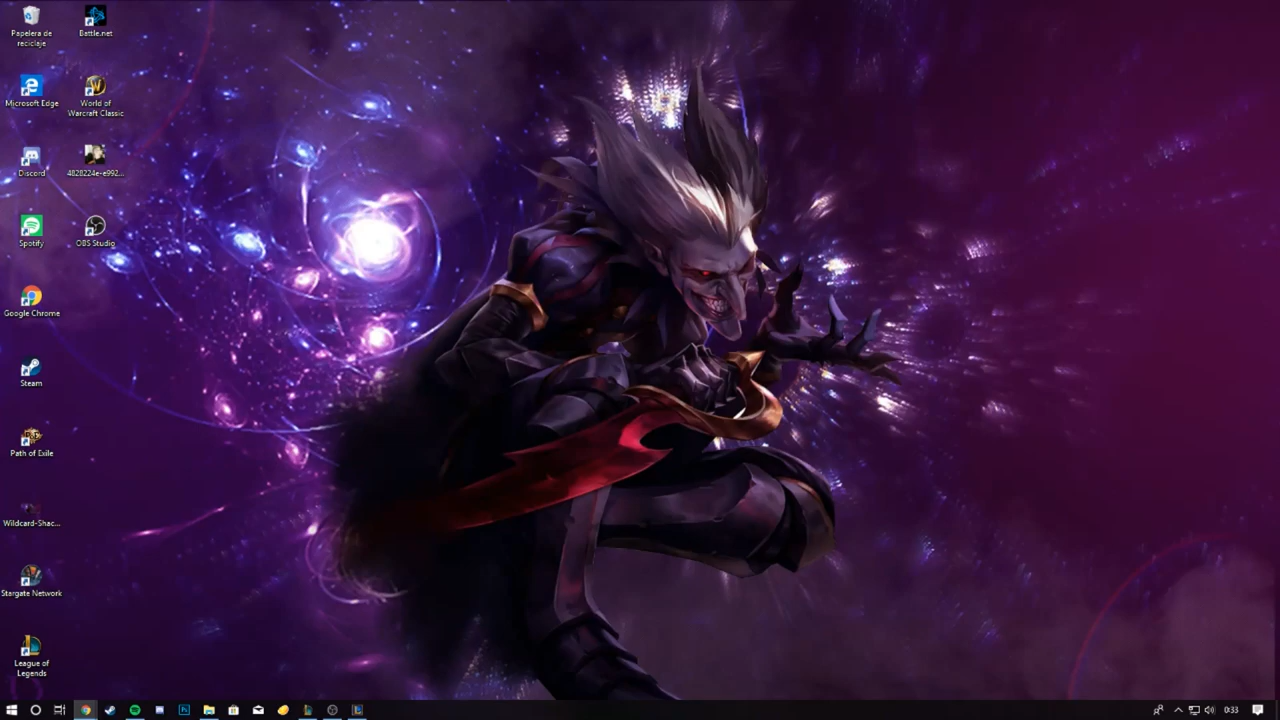 Papelera de
reciclaje
Battle.net
Microsoft Edge
World of
Warcraft Classic
Discord
4828224e-e992...
Spotify
OBS Studio
Google Chrome
Steam
Path of Exile
Wildcard-Shac...
Stargate Network
League of
Legends
0:33